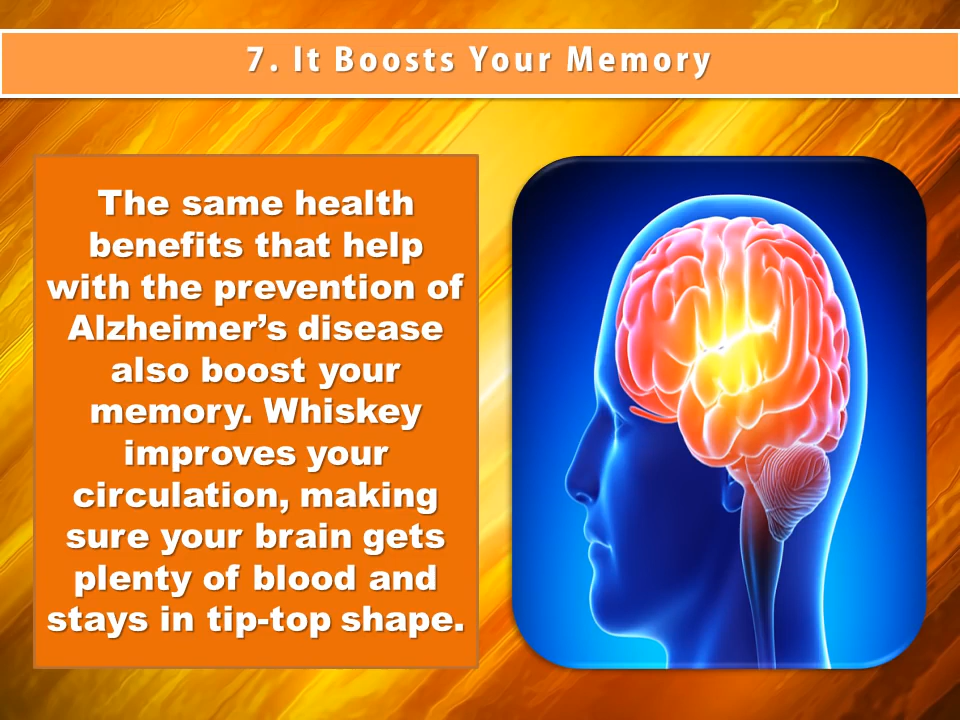 7. It Boosts Your Memory
The same health
benefits that help
with the prevention of
Alzheimer’s disease
also boost your
memory. Whiskey
improves your
circulation, making
sure your brain gets
plenty of blood and
stays in tip-top shape.